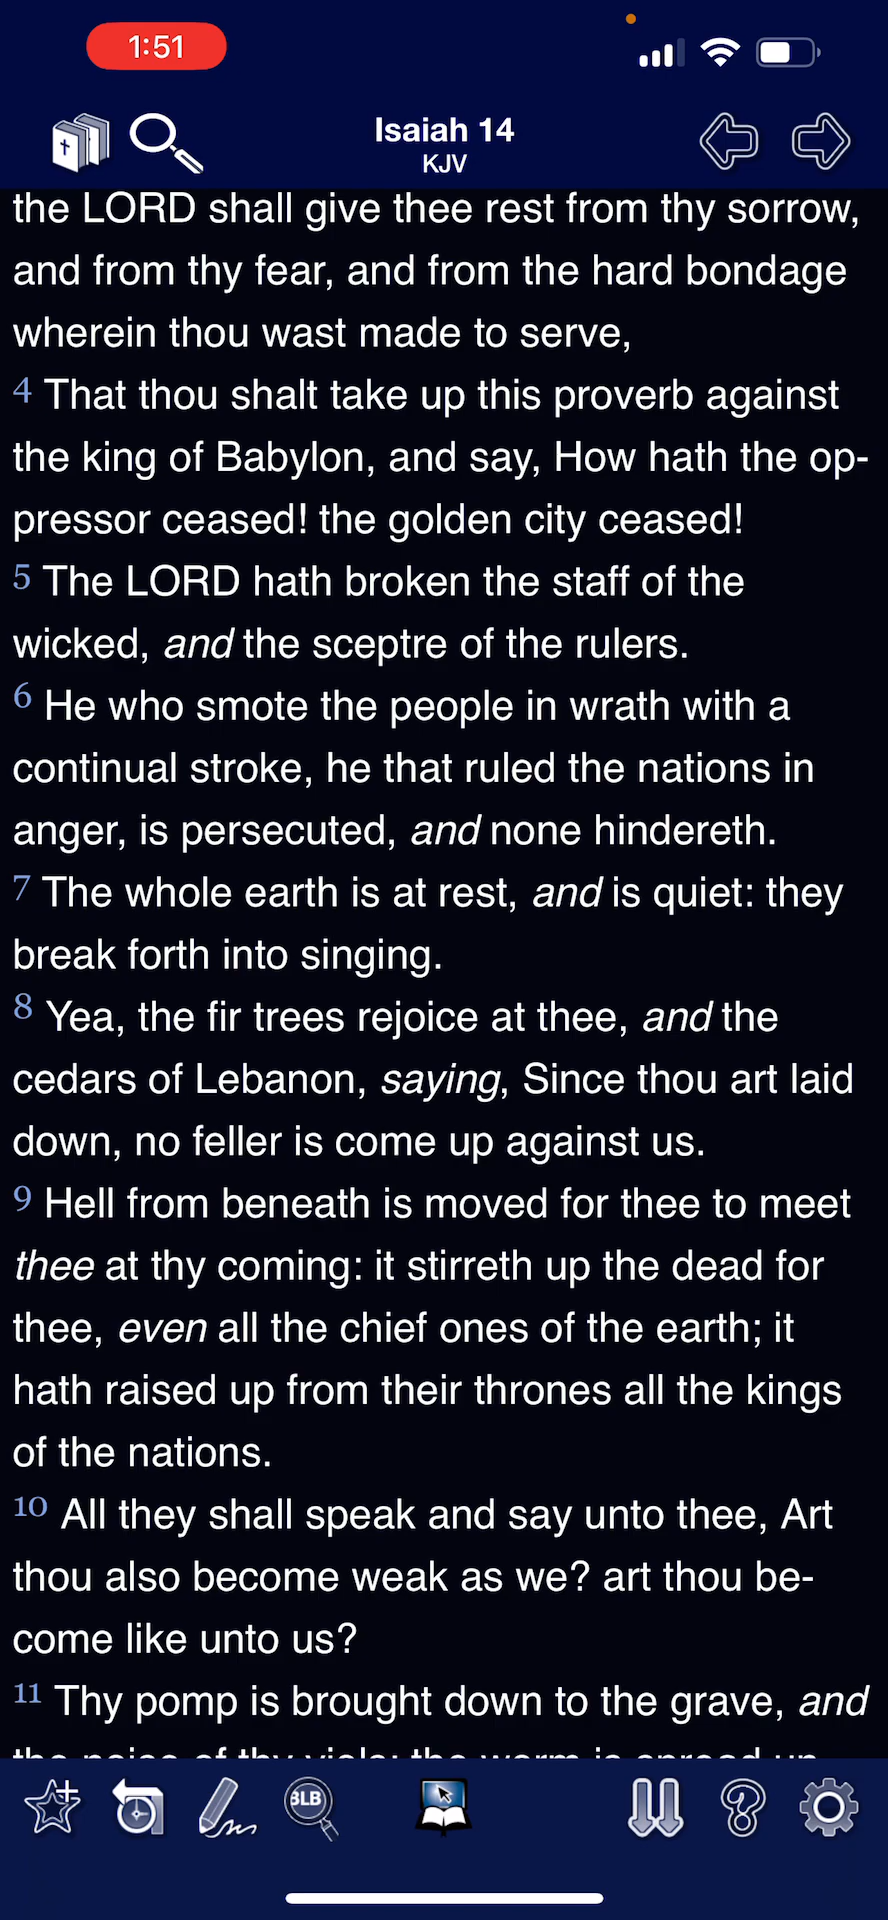 1:51
Isaiah 14
KJV
the LORD shall give thee rest from thy sorrow,
and from thy fear, and from the hard bondage
wherein thou wast made to serve,
4 That thou shalt take up this proverb against
the king of Babylon, and say, How hath the op-
pressor ceased! the golden city ceased!
5 The LORD hath broken the staff of the
wicked, and the sceptre of the rulers.
6 He who smote the people in wrath with a
continual stroke, he that ruled the nations in
anger, is persecuted, and none hindereth.
7 The whole earth is at rest, and is quiet: they
break forth into singing.
8 Yea, the fir trees rejoice at thee, and the
cedars of Lebanon, saying, Since thou art laid
down, no feller is come up against us.
9 Hell from beneath is moved for thee to meet
thee at thy coming: it stirreth up the dead for
thee, even all the chief ones of the earth; it
hath raised up from their thrones all the kings
of the nations.
10 All they shall speak and say unto thee, Art
thou also become weak as we? art thou be-
come like unto us?
11 Thy pomp is brought down to the grave, and
the noise of thy viols: the worm is spread un
BLB